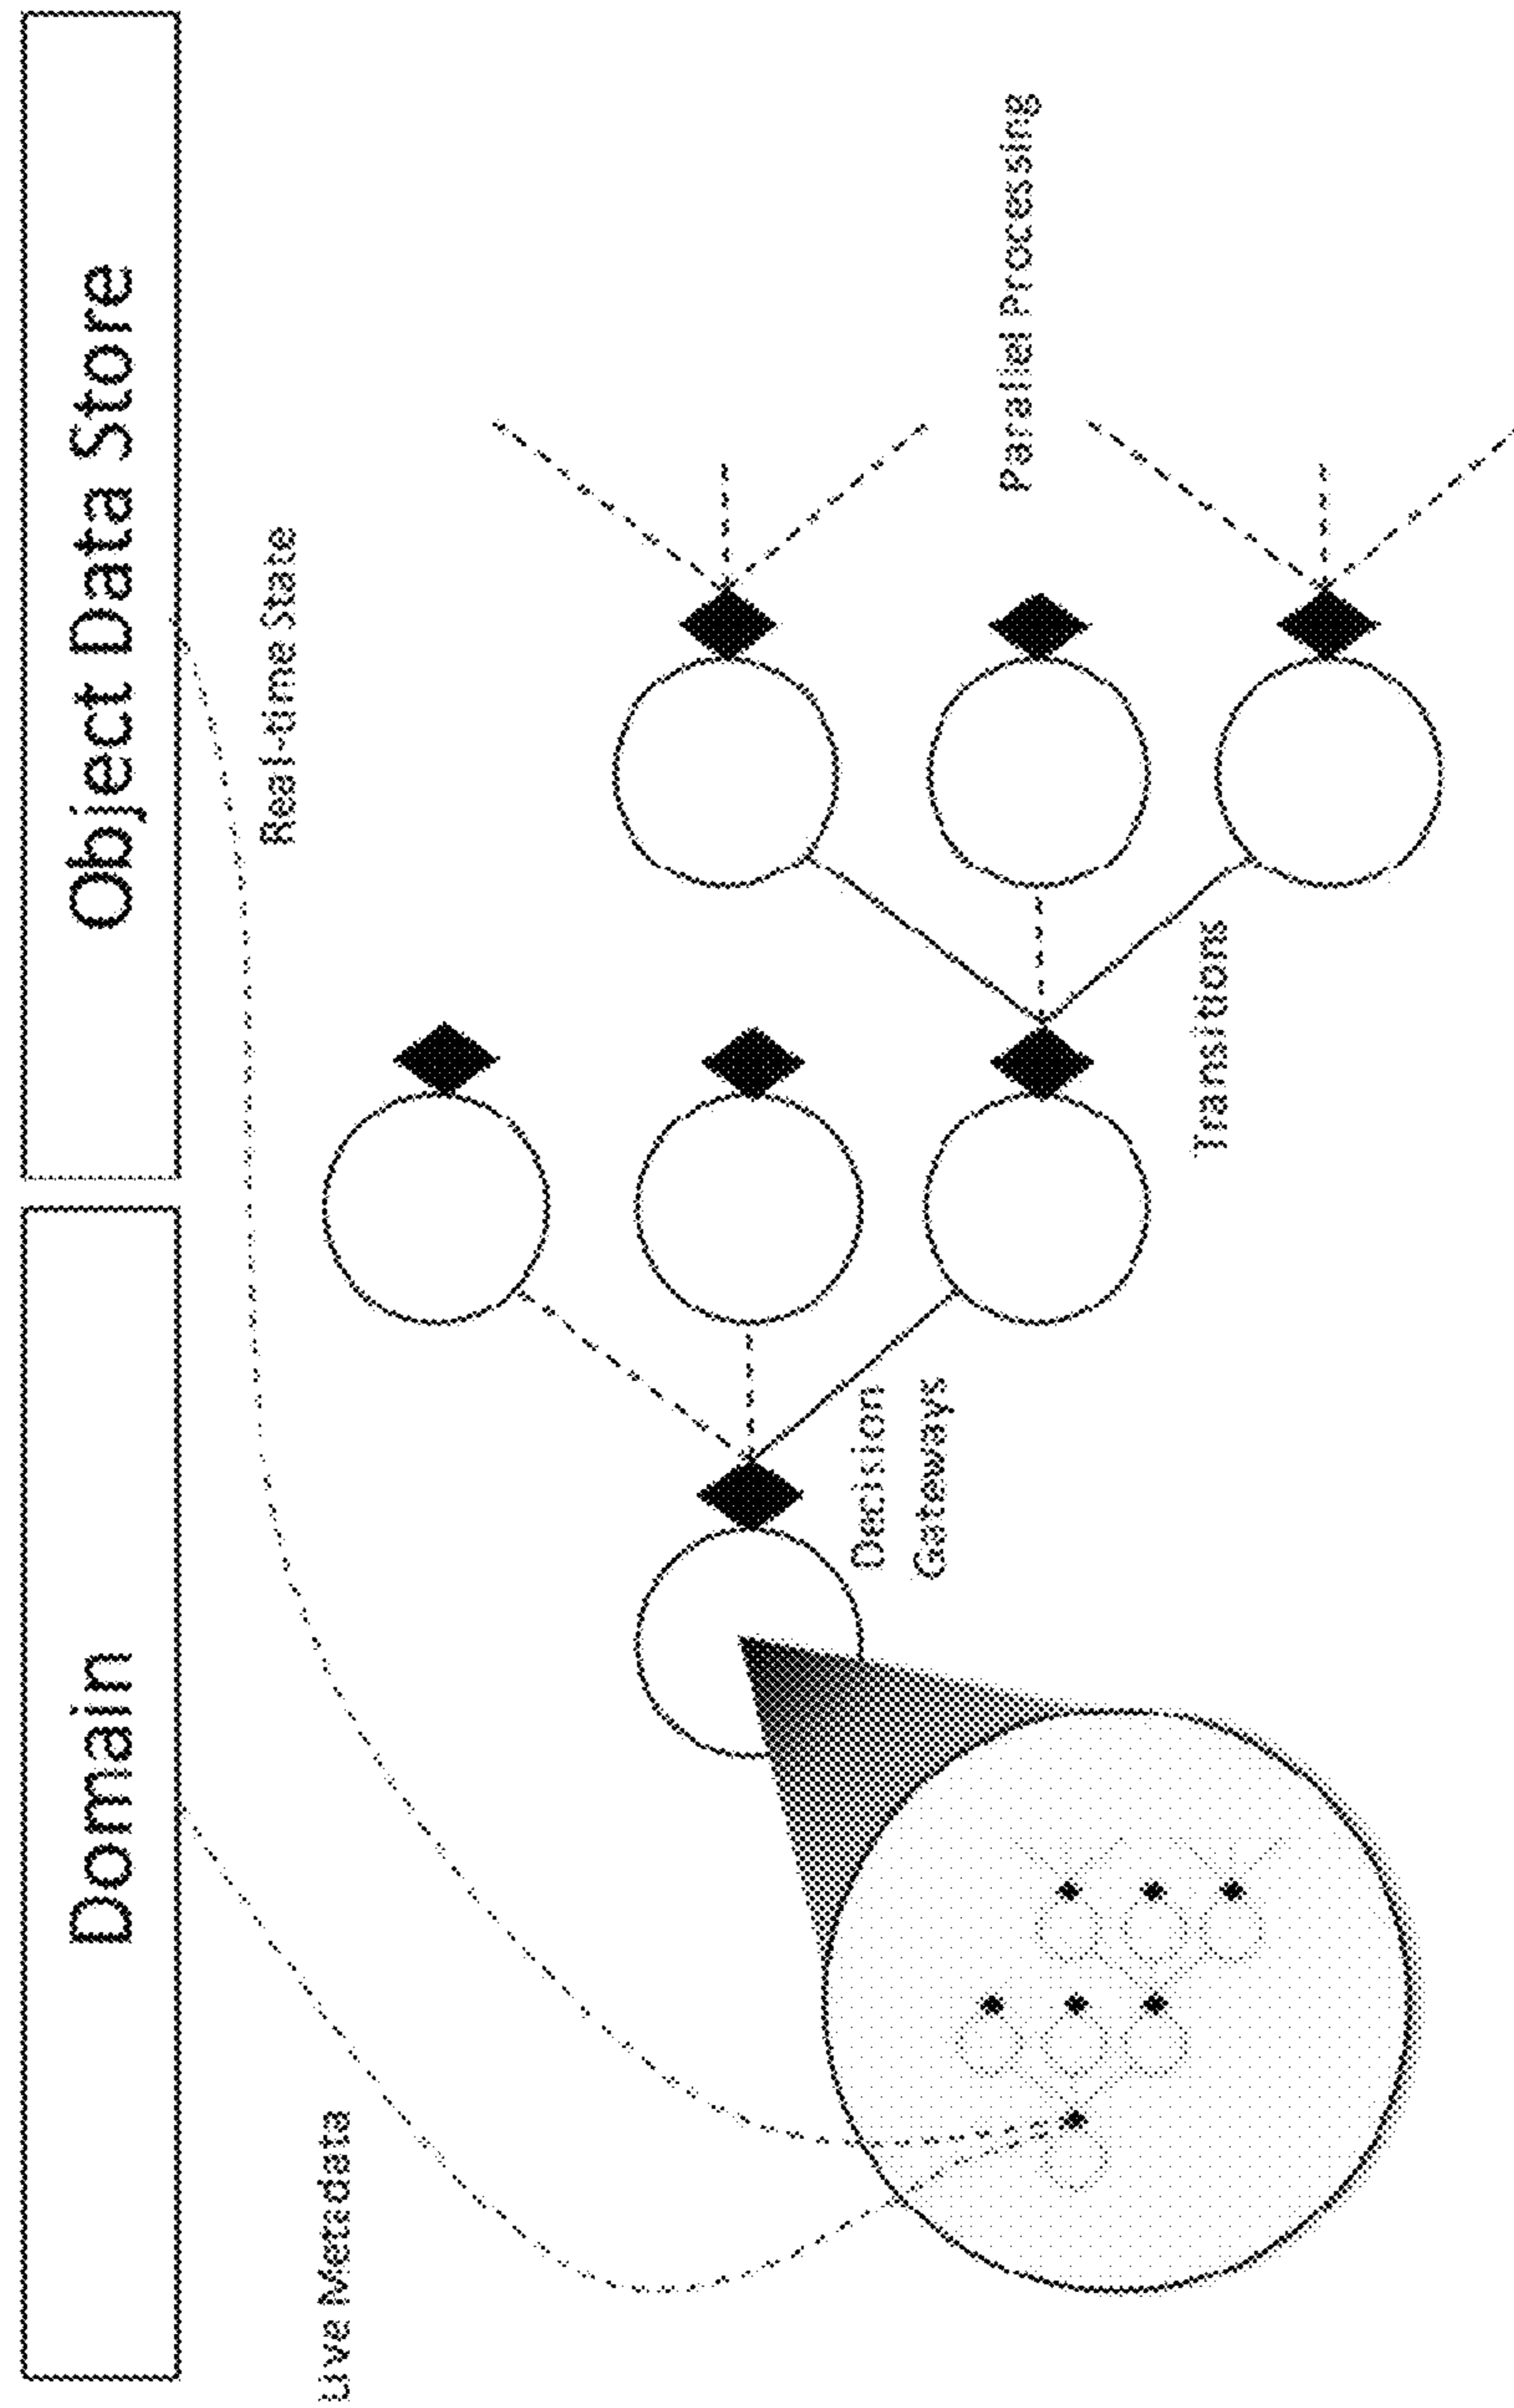 Domain
Object Data Store
Live Metadata
Real-time State
Decision
Gateways
Transitions
Parallel Processing